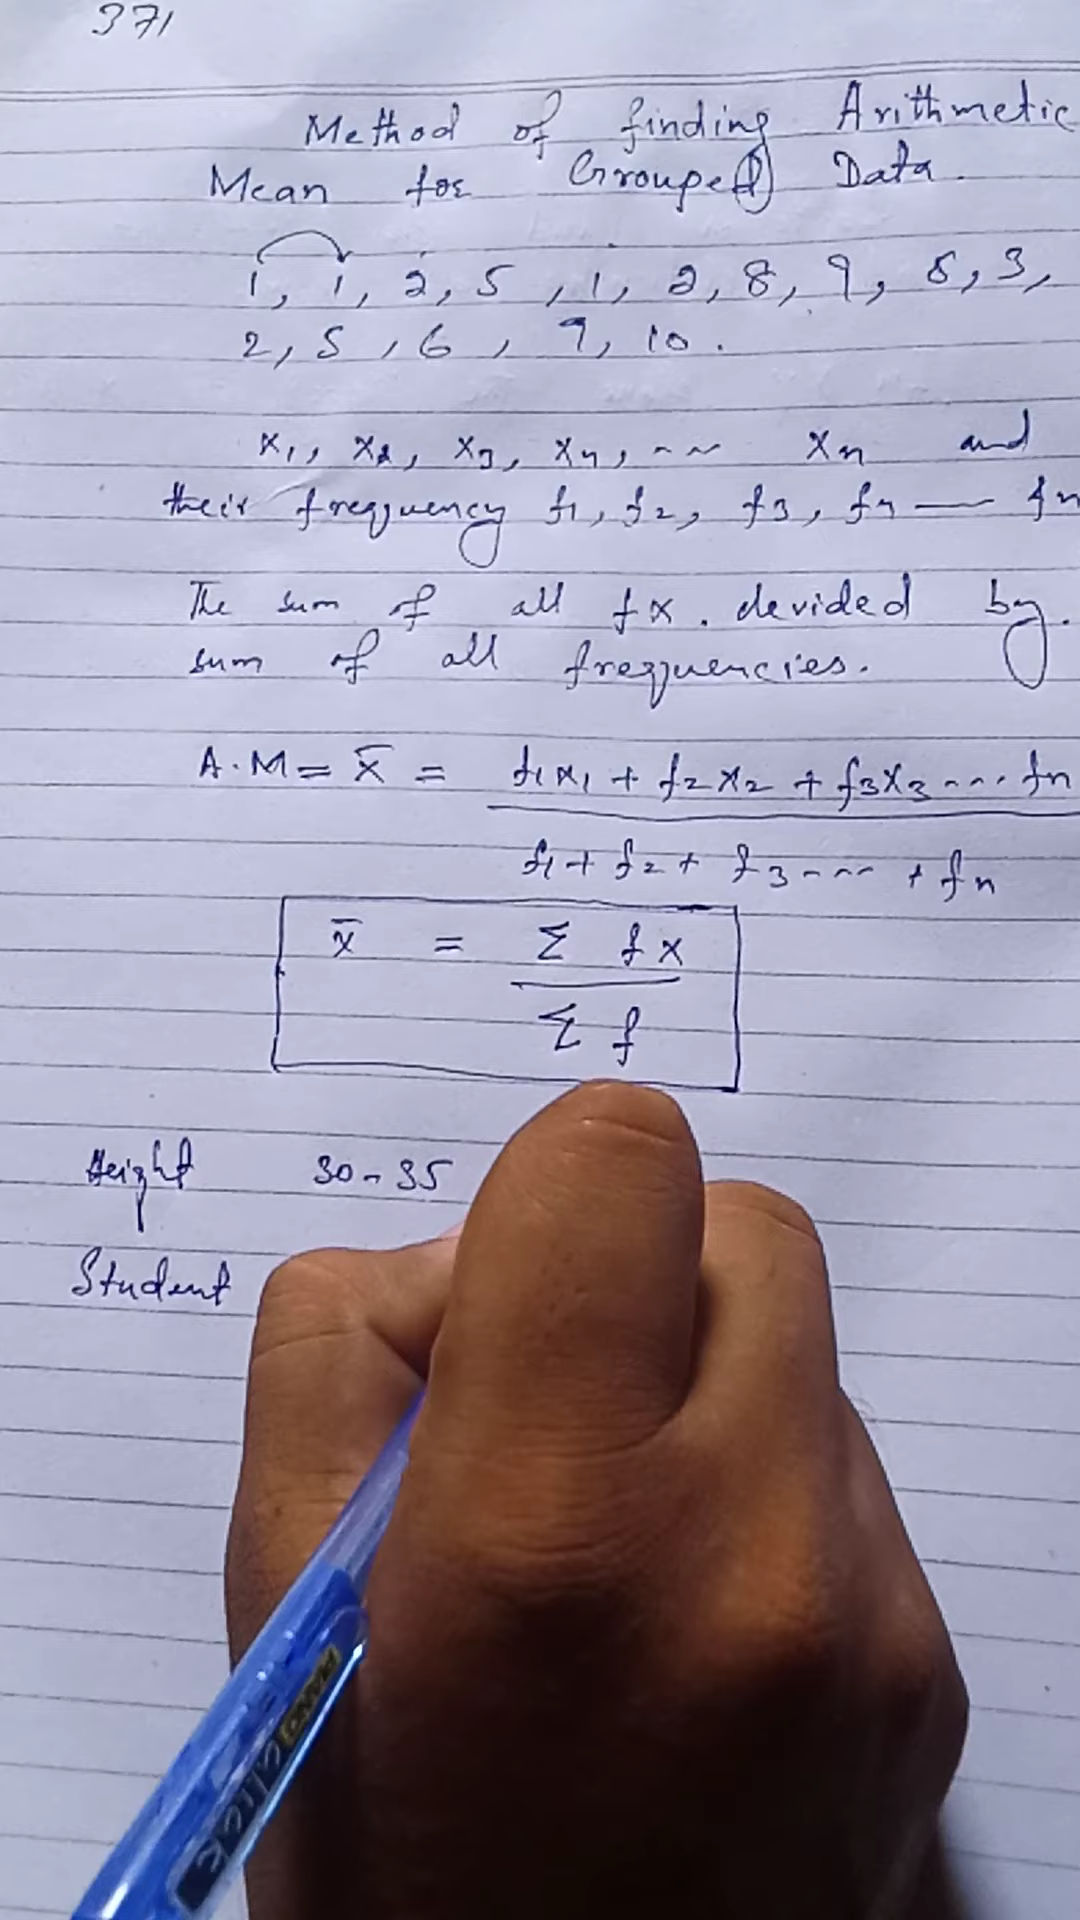 371
Method of finding Arithmetic
Mean for Grouped Data.
1, 1, 2, 5, 1, 2, 8, 9, 8, 3,
2, 5, 6, 9, 10.
x1, x2, x3, x4, --- xn and
their frequency f1, f2, f3, f4 — fn
The sum of all fx. devided by.
sum of all frequencies.
A.M = x̄ = f1x1 + f2x2 + f3x3 .... fn
f1 + f2 + f3 ---- + fn
x̄ = Σ fx
Σ f
Height 30-35
Student
PIANO CLICK